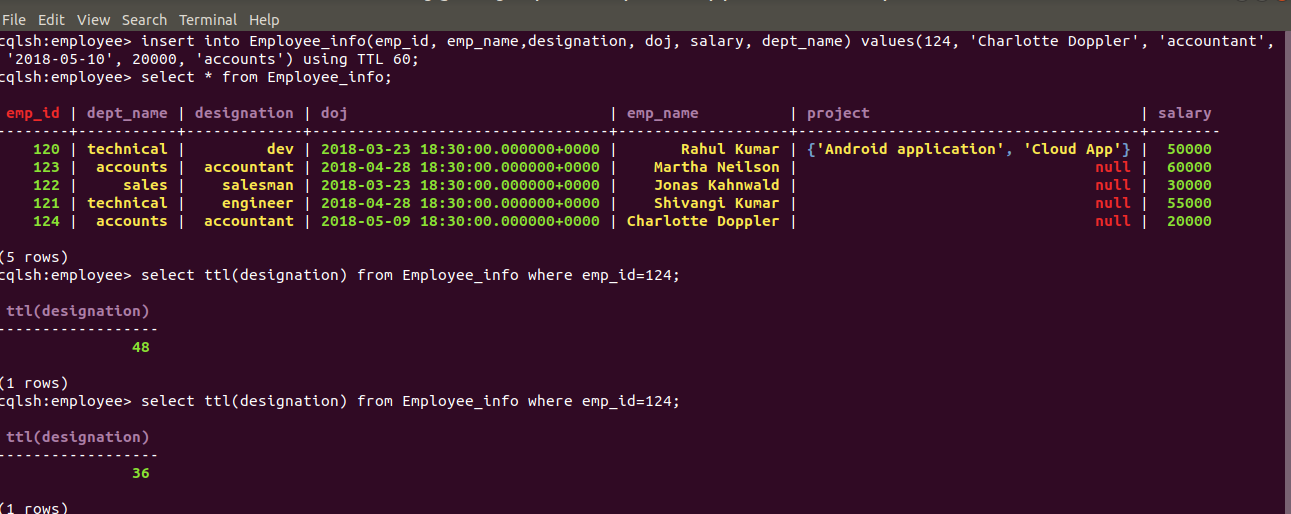 File Edit View Search Terminal Help
cqlsh:employee> insert into Employee_info(emp_id, emp_name,designation, doj, salary, dept_name) values(124, 'Charlotte Doppler', 'accountant',
 '2018-05-10', 20000, 'accounts') using TTL 60;
cqlsh:employee> select * from Employee_info;
 emp_id | dept_name | designation | doj                             | emp_name          | project                             | salary
--------+-----------+-------------+---------------------------------+-------------------+-------------------------------------+--------
    120 | technical |         dev | 2018-03-23 18:30:00.000000+0000 |       Rahul Kumar | {'Android application', 'Cloud App'} |  50000
    123 |  accounts |  accountant | 2018-04-28 18:30:00.000000+0000 |    Martha Neilson |                                null |  60000
    122 |     sales |    salesman | 2018-03-23 18:30:00.000000+0000 |    Jonas Kahnwald |                                null |  30000
    121 | technical |    engineer | 2018-04-28 18:30:00.000000+0000 |    Shivangi Kumar |                                null |  55000
    124 |  accounts |  accountant | 2018-05-09 18:30:00.000000+0000 | Charlotte Doppler |                                null |  20000
(5 rows)
cqlsh:employee> select ttl(designation) from Employee_info where emp_id=124;
 ttl(designation)
------------------
               48
(1 rows)
cqlsh:employee> select ttl(designation) from Employee_info where emp_id=124;
 ttl(designation)
------------------
               36
(1 rows)